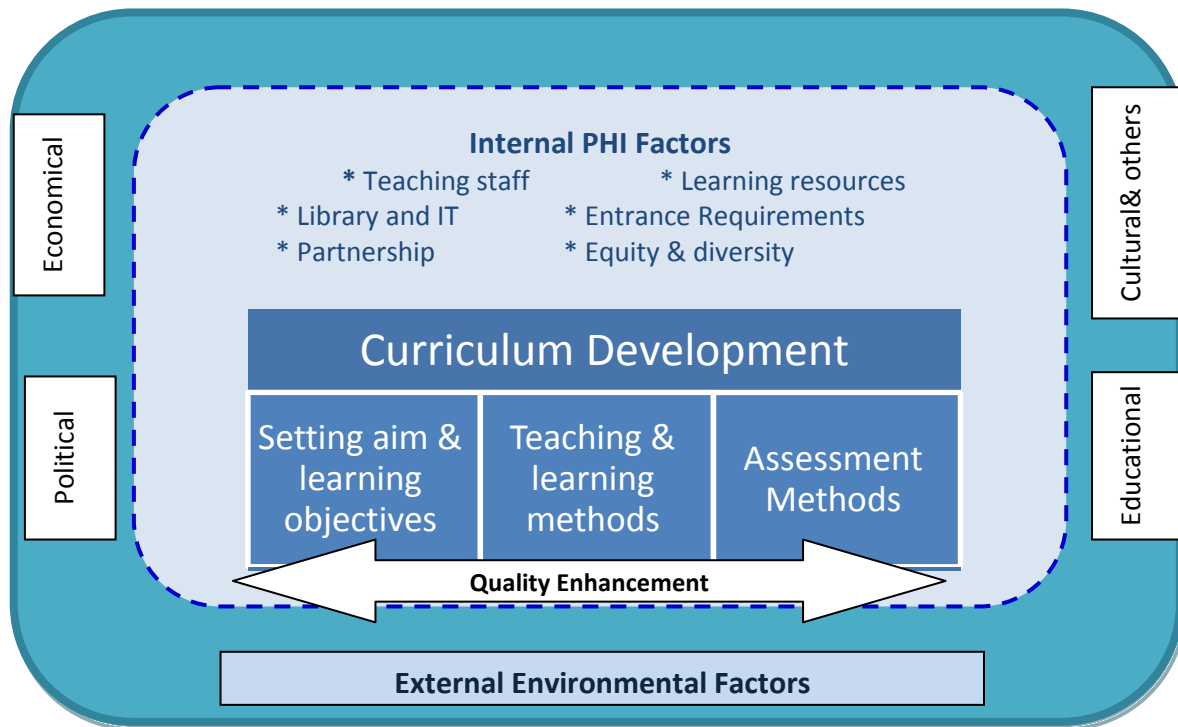 Internal PHI Factors
* Teaching staff
* Learning resources
* Library and IT
* Entrance Requirements
* Partnership
* Equity & diversity
Economical
Cultural& others
Political
Educational
Curriculum Development
Setting aim &
learning
objectives
Teaching &
learning
methods
Assessment
Methods
Quality Enhancement
External Environmental Factors